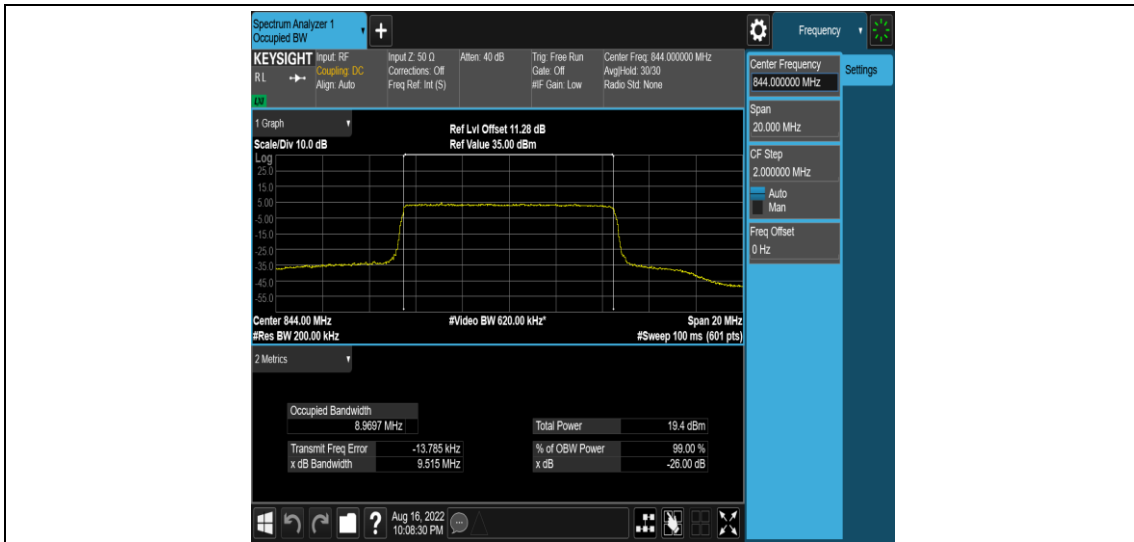 Spectrum Analyzer 1
Occupied BW
+
Frequency
KEYSIGHT
RL
LXI
Input: RF
Coupling: DC
Align: Auto
Input Z: 50 Ω
Corrections: Off
Freq Ref: Int (S)
Atten: 40 dB
Trig: Free Run
Gate: Off
#IF Gain: Low
Center Freq: 844.000000 MHz
Avg|Hold: 30/30
Radio Std: None
Center Frequency
844.000000 MHz
Settings
Span
20.000 MHz
CF Step
2.000000 MHz
Auto
Man
Freq Offset
0 Hz
1 Graph
Scale/Div 10.0 dB
Ref Lvl Offset 11.28 dB
Ref Value 35.00 dBm
Log
25.0
15.0
5.00
-5.00
-15.0
-25.0
-35.0
-45.0
-55.0
Center 844.00 MHz
#Video BW 620.00 kHz*
Span 20 MHz
#Res BW 200.00 kHz
#Sweep 100 ms (601 pts)
2 Metrics
Occupied Bandwidth
8.9697 MHz
Total Power 19.4 dBm
Transmit Freq Error -13.785 kHz
% of OBW Power 99.00 %
x dB Bandwidth 9.515 MHz
x dB -26.00 dB
?
Aug 16, 2022
10:08:30 PM